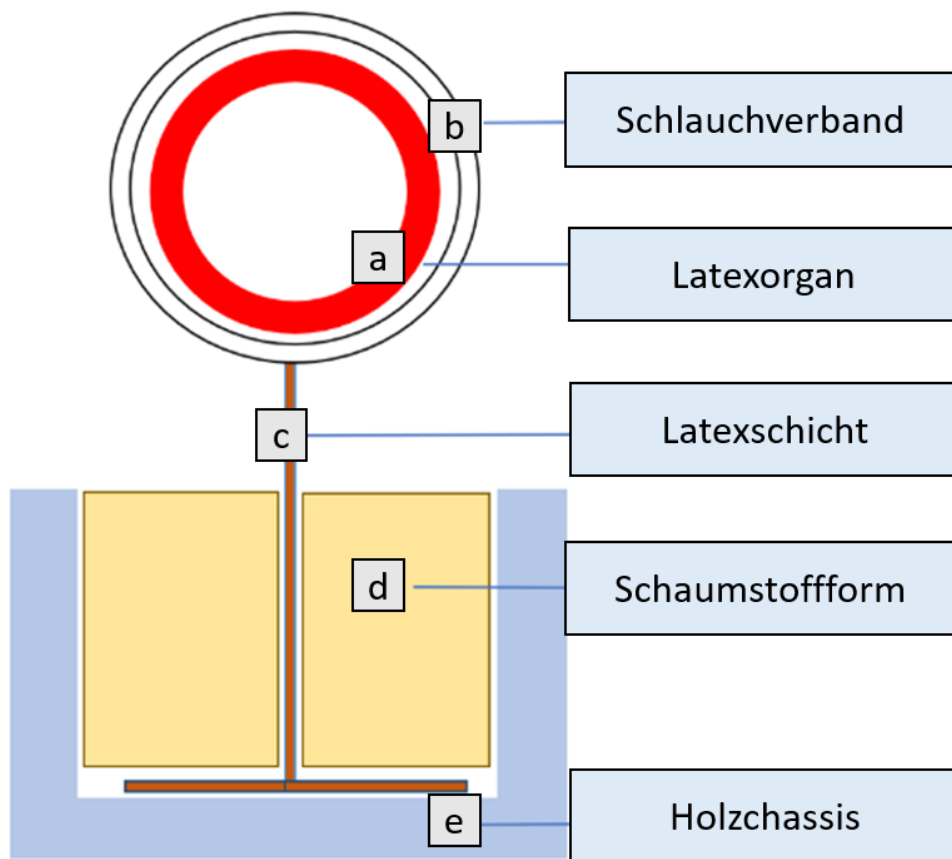 b Schlauchverband
a Latexorgan
c Latexschicht
d Schaumstoffform
e Holzchassis